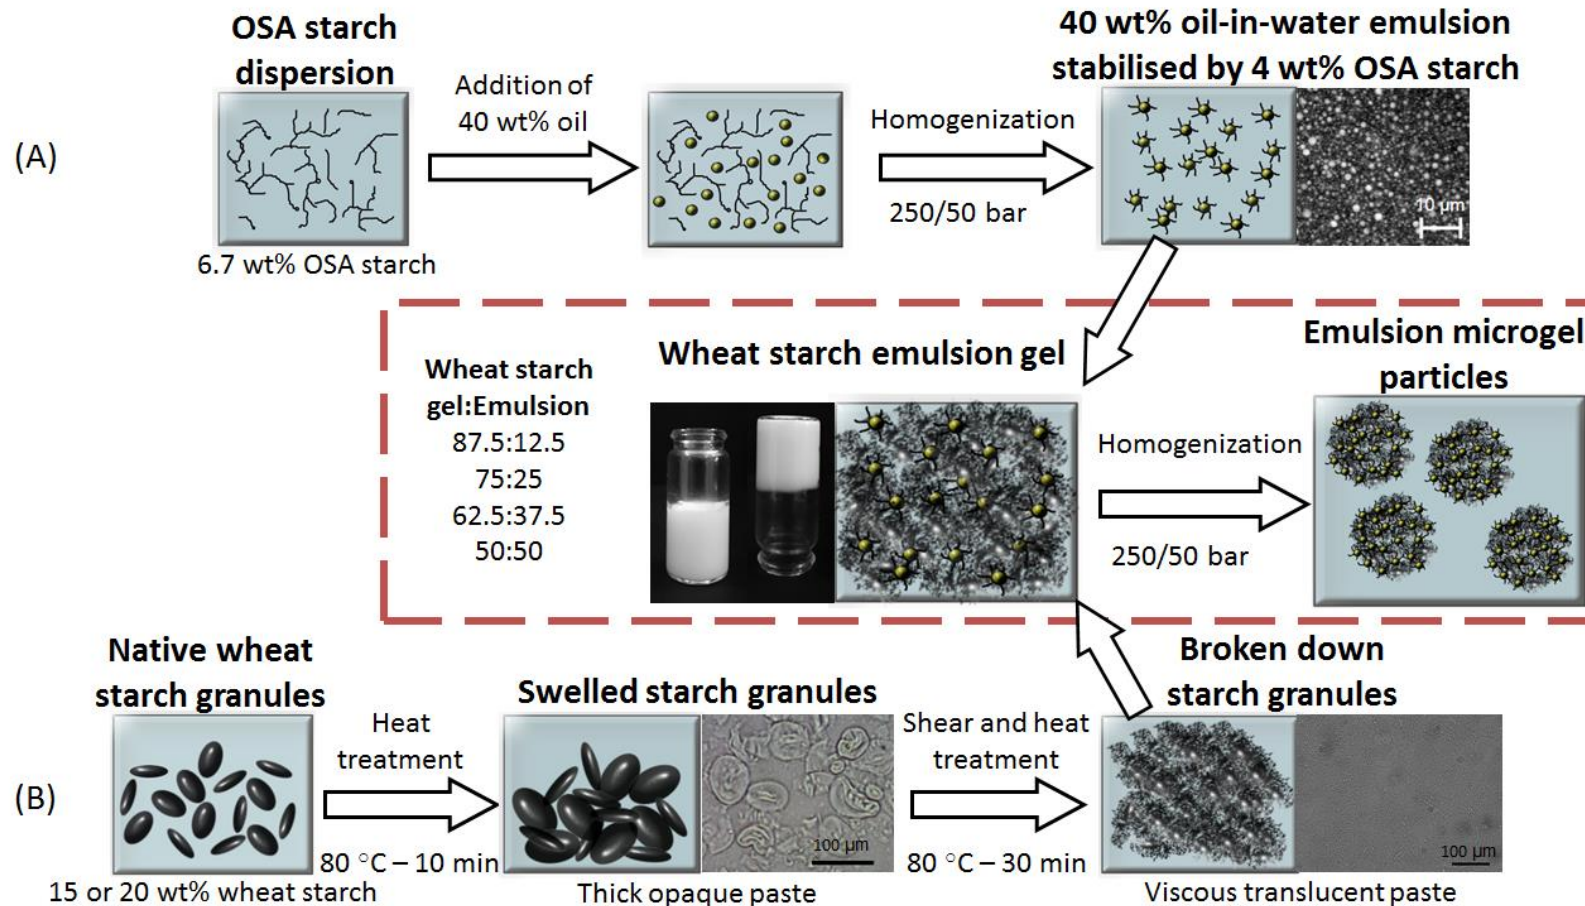 (A)
OSA starch
dispersion
6.7 wt% OSA starch
Addition of
40 wt% oil
Homogenization
250/50 bar
40 wt% oil-in-water emulsion
stabilised by 4 wt% OSA starch
10 µm
Wheat starch
gel:Emulsion
87.5:12.5
75:25
62.5:37.5
50:50
Wheat starch emulsion gel
Homogenization
250/50 bar
Emulsion microgel
particles
(B)
Native wheat
starch granules
15 or 20 wt% wheat starch
Heat
treatment
80 °C – 10 min
Swelled starch granules
100 µm
Thick opaque paste
Shear and heat
treatment
80 °C – 30 min
Broken down
starch granules
100 µm
Viscous translucent paste